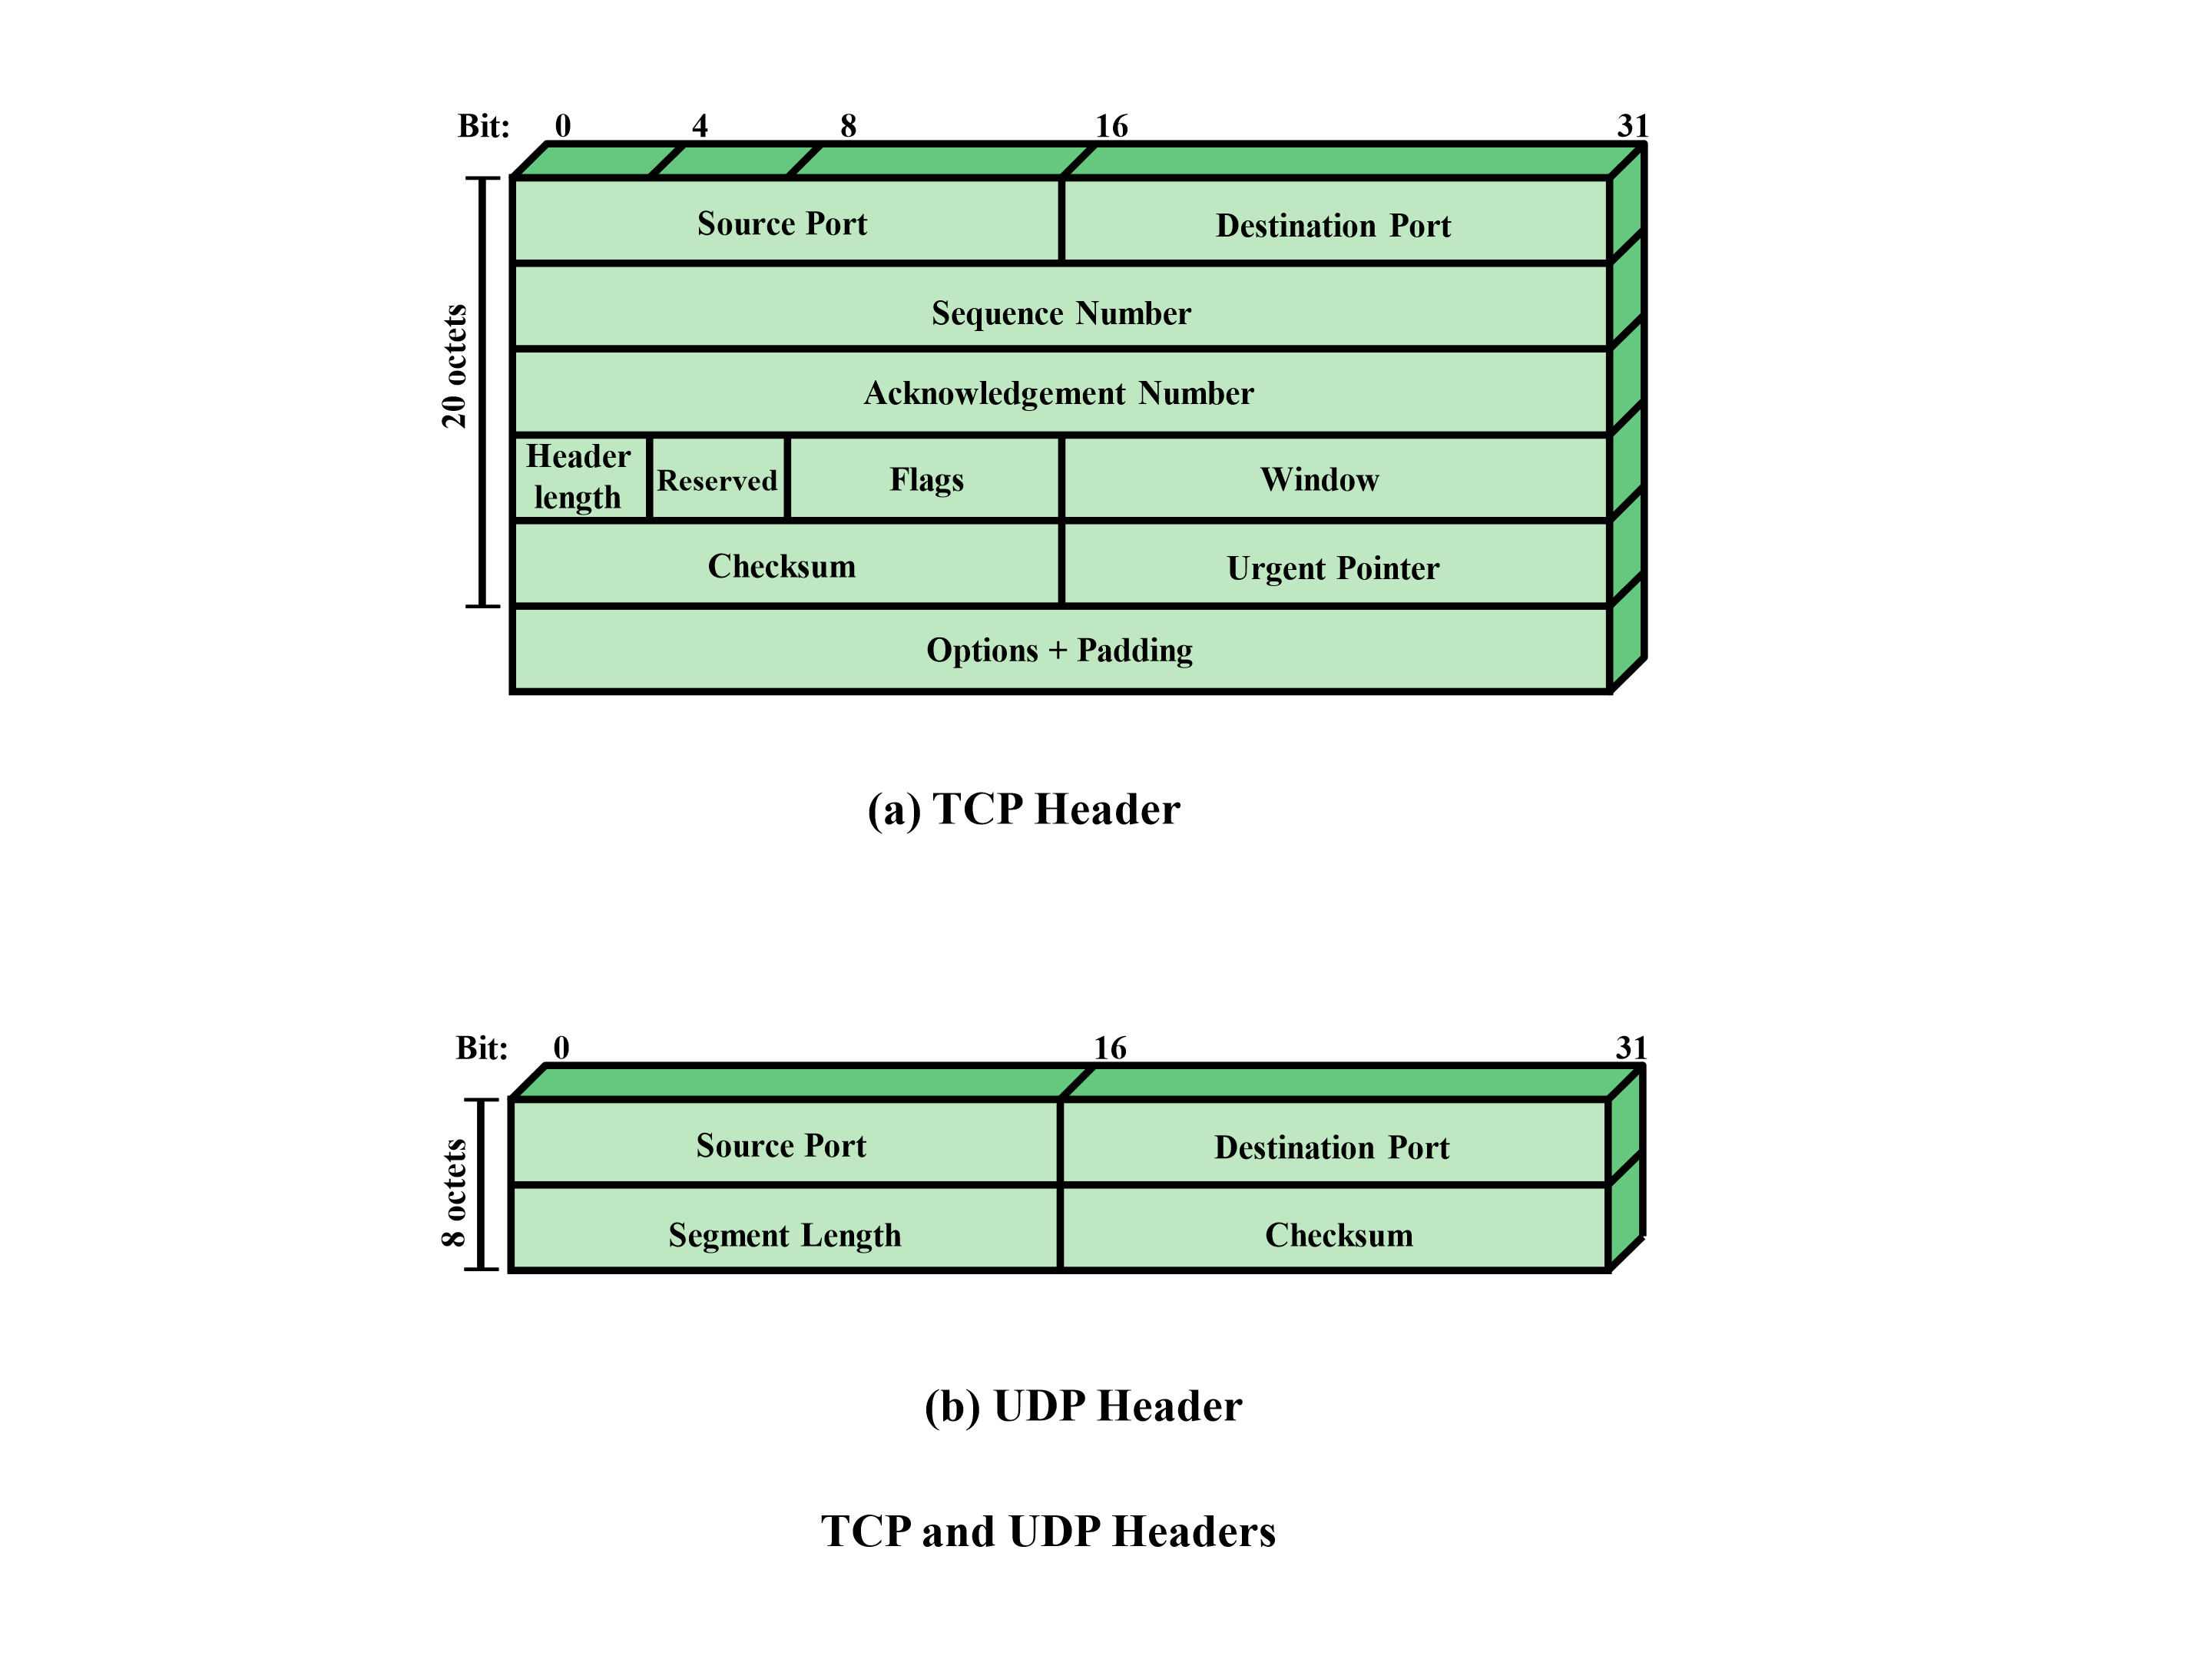 Bit: 0 4 8 16 31
20 octets
Source Port Destination Port
Sequence Number
Acknowledgement Number
Header
length
Reserved Flags Window
Checksum Urgent Pointer
Options + Padding
(a) TCP Header
Bit: 0 16 31
8 octets
Source Port Destination Port
Segment Length Checksum
(b) UDP Header
TCP and UDP Headers